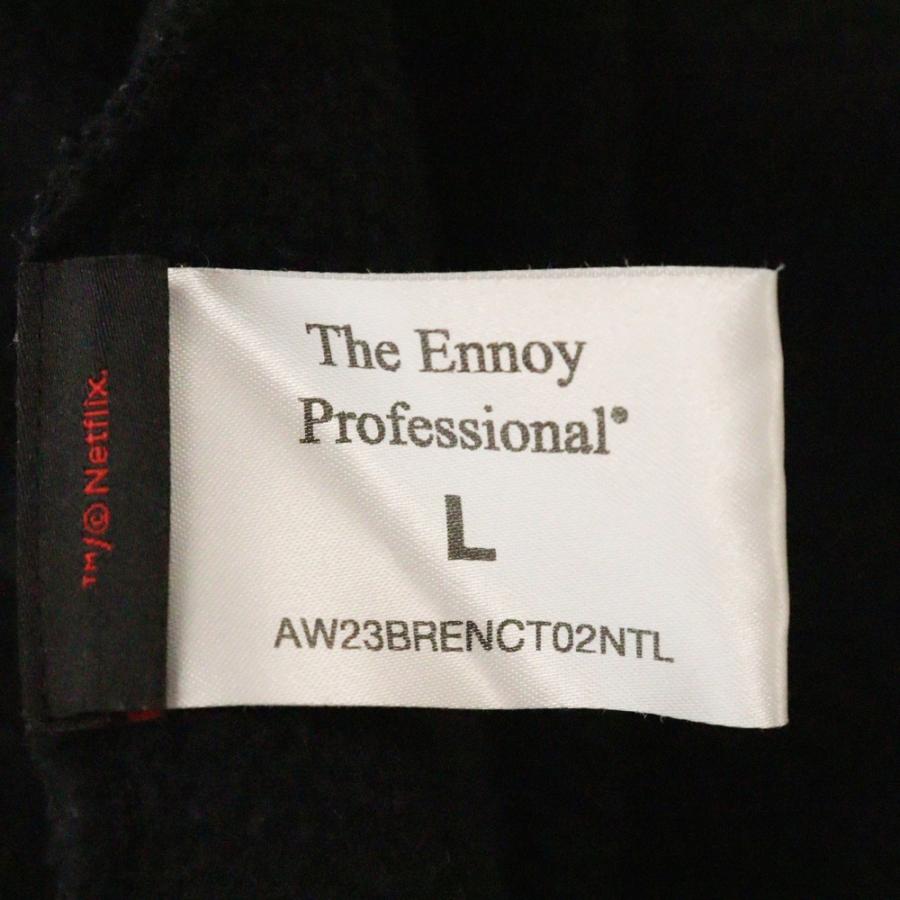 The Ennoy
Professional®
L
AW23BRENCT02NTL
™/© Netflix.